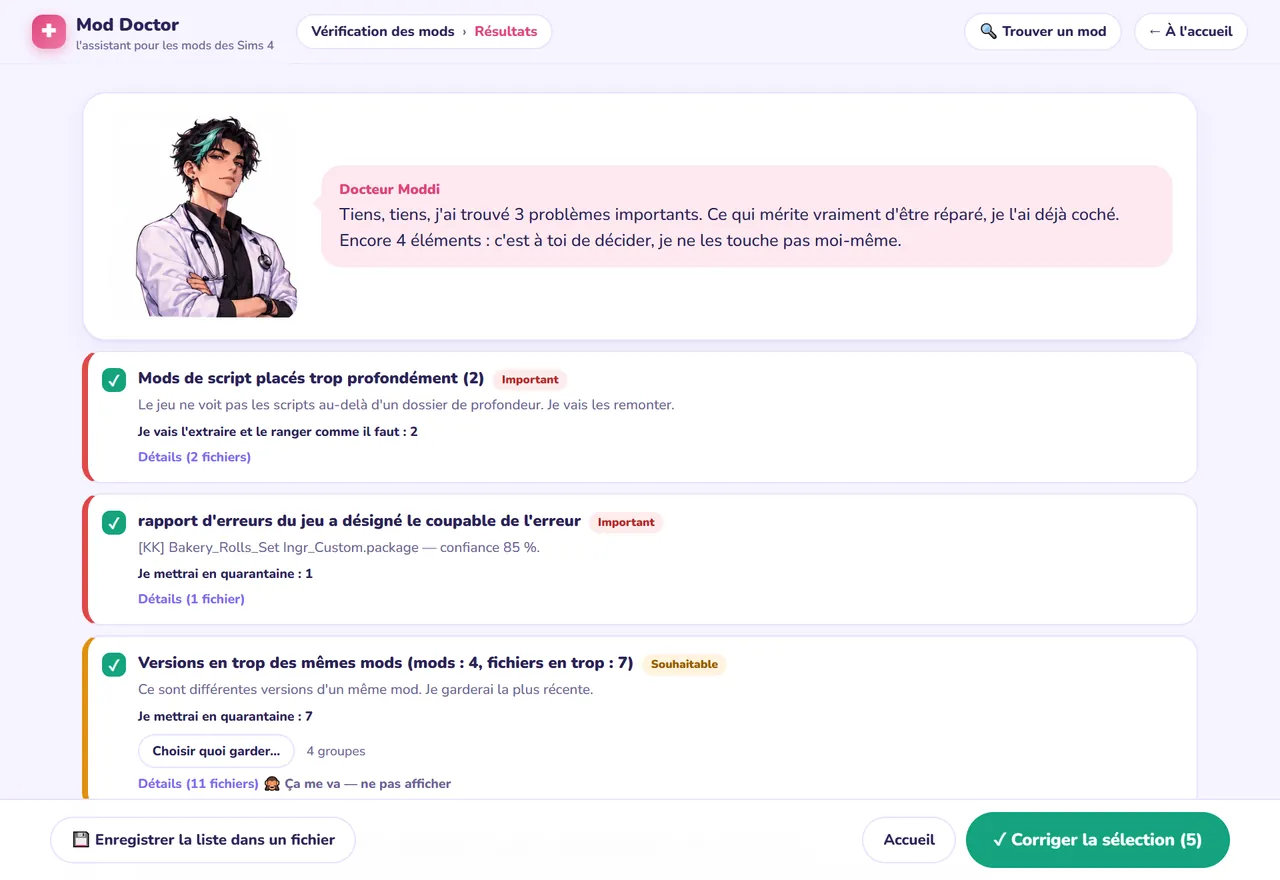 Mod Doctor
l'assistant pour les mods des Sims 4
Vérification des mods › Résultats
🔍 Trouver un mod
← À l'accueil
Docteur Moddi
Tiens, tiens, j'ai trouvé 3 problèmes importants. Ce qui mérite vraiment d'être réparé, je l'ai déjà coché.
Encore 4 éléments : c'est à toi de décider, je ne les touche pas moi-même.
Mods de script placés trop profondément (2) Important
Le jeu ne voit pas les scripts au-delà d'un dossier de profondeur. Je vais les remonter.
Je vais l'extraire et le ranger comme il faut : 2
Détails (2 fichiers)
rapport d'erreurs du jeu a désigné le coupable de l'erreur Important
[KK] Bakery_Rolls_Set Ingr_Custom.package — confiance 85 %.
Je mettrai en quarantaine : 1
Détails (1 fichier)
Versions en trop des mêmes mods (mods : 4, fichiers en trop : 7) Souhaitable
Ce sont différentes versions d'un même mod. Je garderai la plus récente.
Je mettrai en quarantaine : 7
Choisir quoi garder... 4 groupes
Détails (11 fichiers) 🙈 Ça me va — ne pas afficher
💾 Enregistrer la liste dans un fichier
Accueil
✓ Corriger la sélection (5)